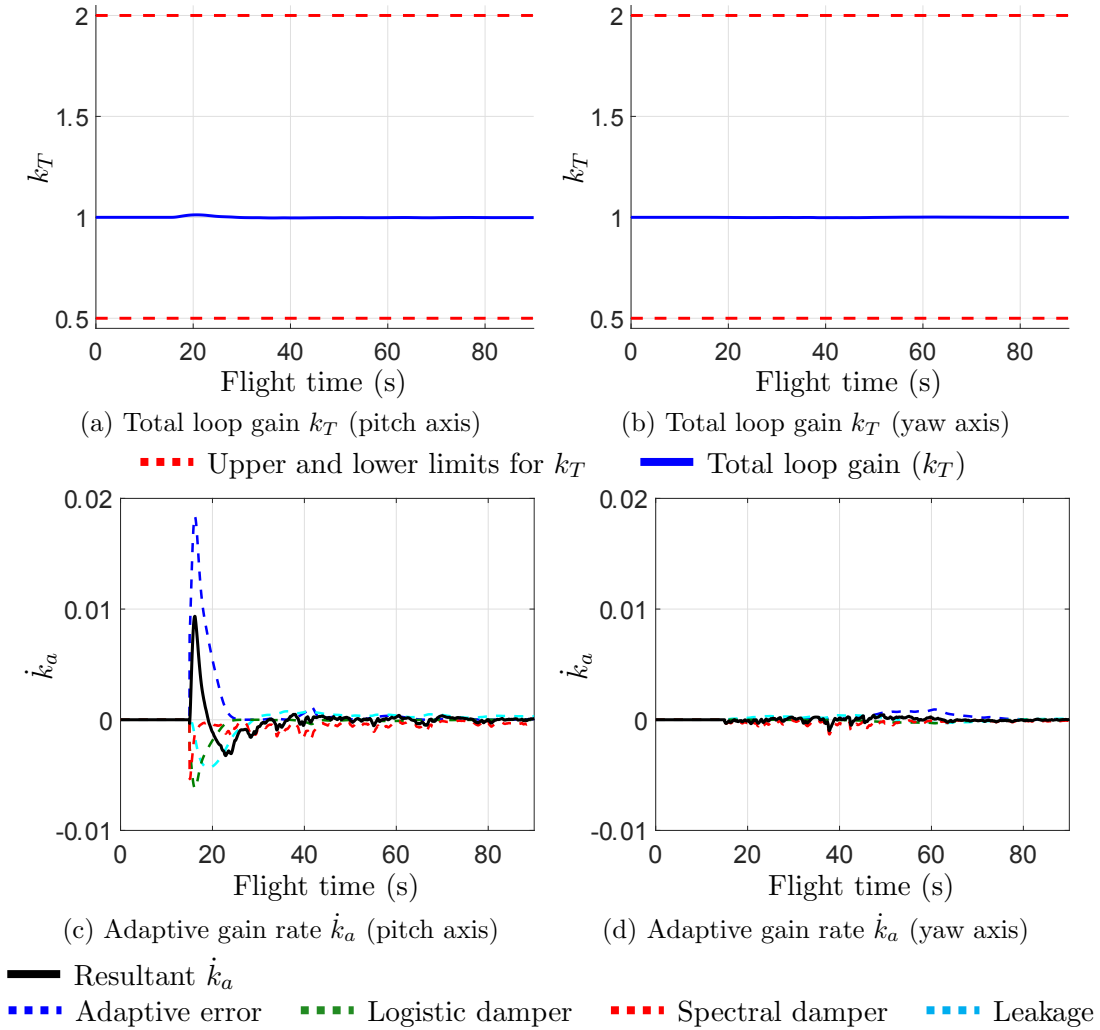 2
1.5
1
0.5
k_T
0 20 40 60 80
Flight time (s)
(a) Total loop gain k_T (pitch axis)
2
1.5
1
0.5
k_T
0 20 40 60 80
Flight time (s)
(b) Total loop gain k_T (yaw axis)
Upper and lower limits for k_T
Total loop gain (k_T)
0.02
0.01
0
-0.01
k̇_a
0 20 40 60 80
Flight time (s)
(c) Adaptive gain rate k̇_a (pitch axis)
0.02
0.01
0
-0.01
k̇_a
0 20 40 60 80
Flight time (s)
(d) Adaptive gain rate k̇_a (yaw axis)
Resultant k̇_a
Adaptive error Logistic damper Spectral damper Leakage